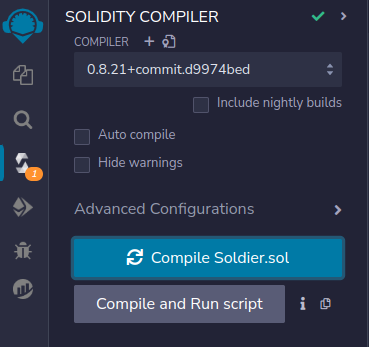 SOLIDITY COMPILER
COMPILER
0.8.21+commit.d9974bed
Include nightly builds
Auto compile
Hide warnings
1
Advanced Configurations
Compile Soldier.sol
Compile and Run script